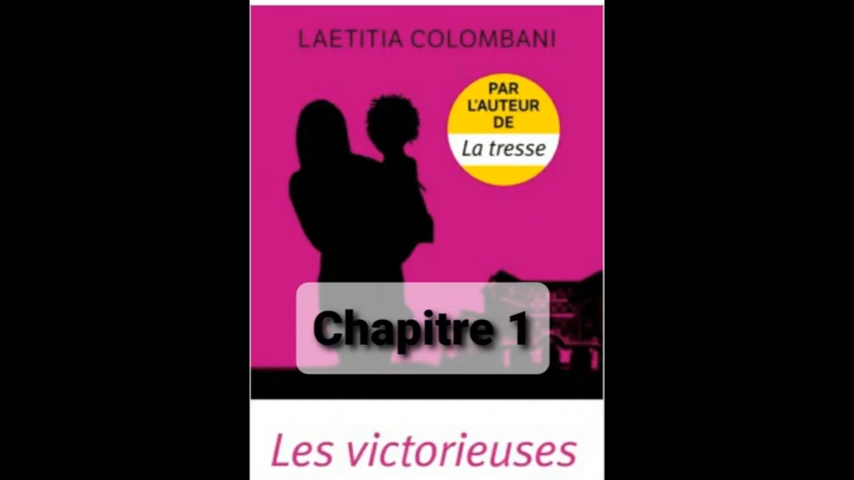 LAETITIA COLOMBANI
PAR
L'AUTEUR
DE
La tresse
Chapitre 1
Les victorieuses